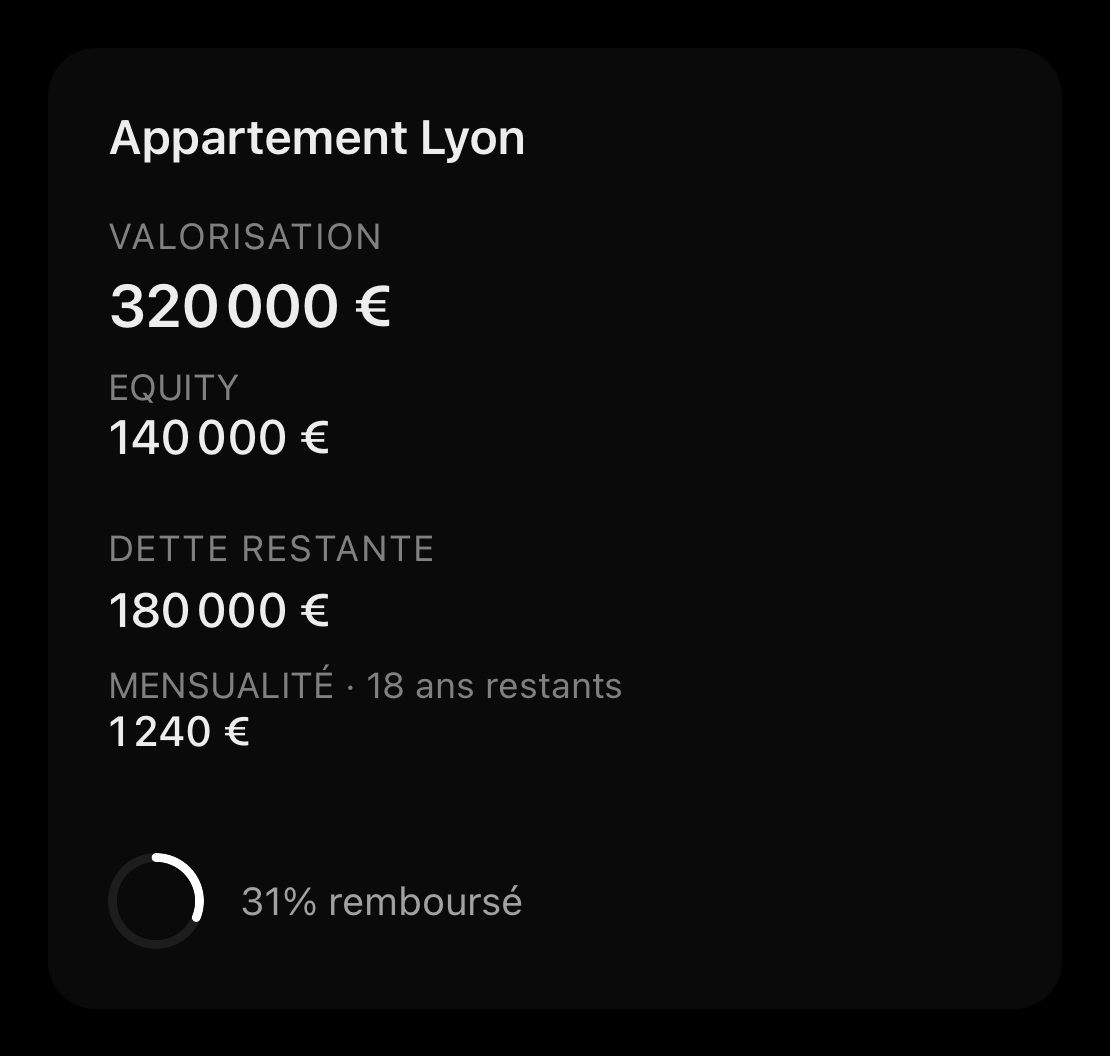 Appartement Lyon
VALORISATION
320 000 €
EQUITY
140 000 €
DETTE RESTANTE
180 000 €
MENSUALITÉ · 18 ans restants
1 240 €
31% remboursé